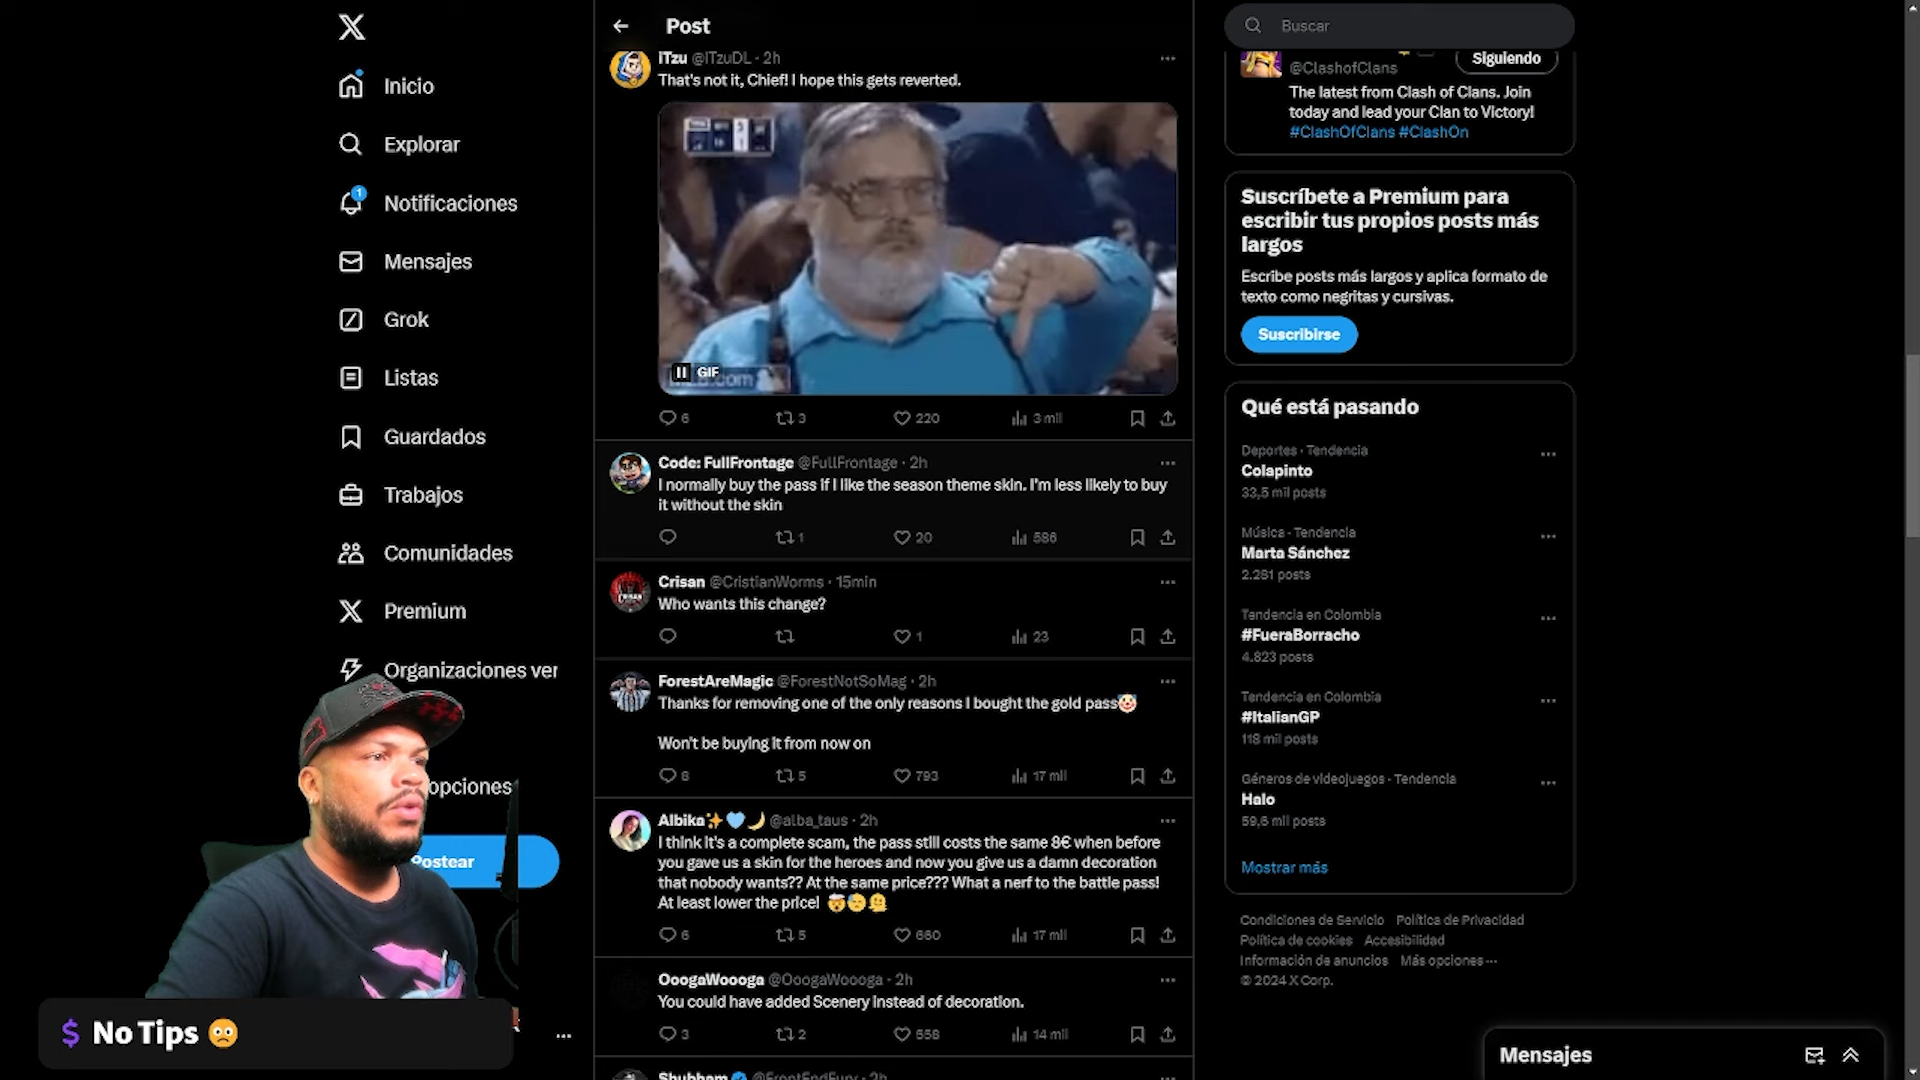 Inicio
Explorar
1
Notificaciones
Mensajes
Grok
Listas
Guardados
Trabajos
Comunidades
Premium
Organizaciones ver
opciones
Postear
$ No Tips 😳
Post
iTzu @iTzuDL · 2h
That's not it, Chief! I hope this gets reverted.
GIF
6 3 220 3 mil
Code: FullFrontage @FullFrontage · 2h
I normally buy the pass if I like the season theme skin. I'm less likely to buy
it without the skin
1 20 586
Crisan @CristianWorms · 15min
Who wants this change?
1 23
ForestAreMagic @ForestNotSoMag · 2h
Thanks for removing one of the only reasons I bought the gold pass🤡
Won't be buying it from now on
8 5 793 17 mil
Albika✨🩵🌙 @alba_taus · 2h
I think it's a complete scam, the pass still costs the same 8€ when before
you gave us a skin for the heroes and now you give us a damn decoration
that nobody wants?? At the same price??? What a nerf to the battle pass!
At least lower the price! 🤯😓🫠
6 5 660 17 mil
OoogaWoooga @OoogaWoooga · 2h
You could have added Scenery instead of decoration.
3 2 558 14 mil
Shubham @FrontEndFury · 2h
Buscar
@ClashofClans
Siguiendo
The latest from Clash of Clans. Join
today and lead your Clan to Victory!
#ClashOfClans #ClashOn
Suscríbete a Premium para
escribir tus propios posts más
largos
Escribe posts más largos y aplica formato de
texto como negritas y cursivas.
Suscribirse
Qué está pasando
Deportes · Tendencia
Colapinto
33,5 mil posts
Música · Tendencia
Marta Sánchez
2.281 posts
Tendencia en Colombia
#FueraBorracho
4.823 posts
Tendencia en Colombia
#ItalianGP
118 mil posts
Géneros de videojuegos · Tendencia
Halo
59,6 mil posts
Mostrar más
Condiciones de Servicio Política de Privacidad
Política de cookies Accesibilidad
Información de anuncios Más opciones ···
© 2024 X Corp.
Mensajes